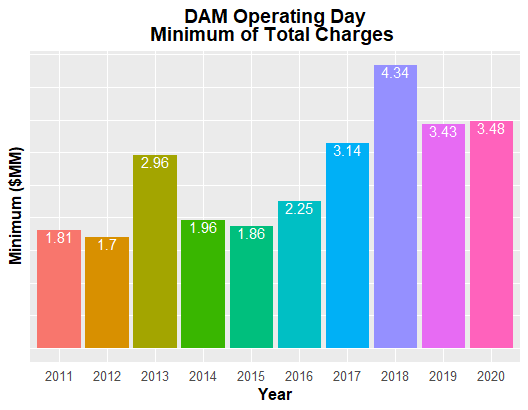 DAM Operating Day
Minimum of Total Charges
Minimum ($MM)
1.81 1.7 2.96 1.96 1.86 2.25 3.14 4.34 3.43 3.48
2011 2012 2013 2014 2015 2016 2017 2018 2019 2020
Year